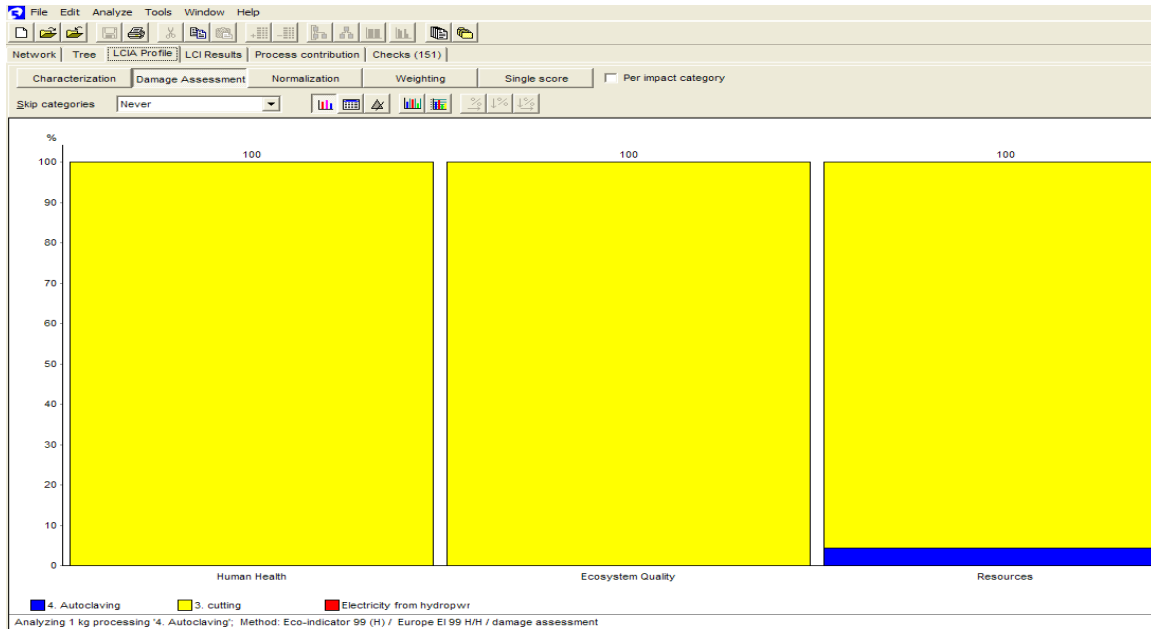 File Edit Analyze Tools Window Help
Network Tree LCIA Profile LCI Results Process contribution Checks (151)
Characterization Damage Assessment Normalization Weighting Single score Per impact category
Skip categories Never
%
100 100 100
100
90
80
70
60
50
40
30
20
10
0
Human Health Ecosystem Quality Resources
4. Autoclaving 3. cutting Electricity from hydropwr
Analyzing 1 kg processing '4. Autoclaving'; Method: Eco-indicator 99 (H) / Europe EI 99 H/H / damage assessment